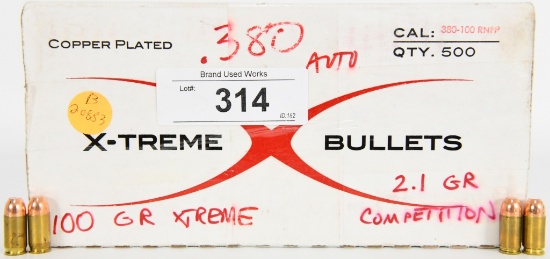 COPPER PLATED
.380
AUTO
CAL: 380-100 RNFP
QTY. 500
Brand Used Works
Lot#:
314
X-TREME BULLETS
100 GR XTREME
2.1 GR
COMPETITION